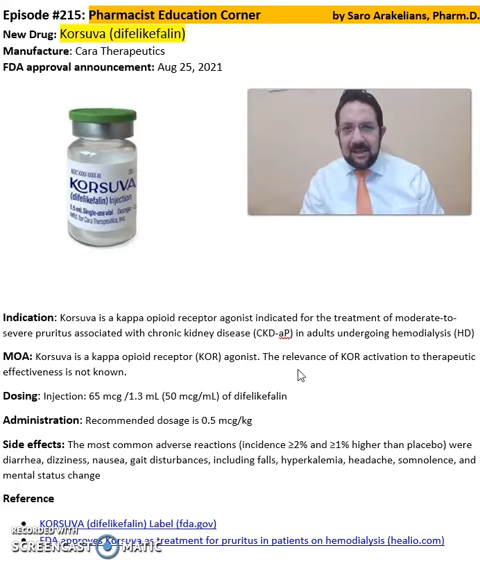 Episode #215: Pharmacist Education Corner by Saro Arakelians, Pharm.D.
New Drug: Korsuva (difelikefalin)
Manufacture: Cara Therapeutics
FDA approval announcement: Aug 25, 2021
KORSUVA
(difelikefalin) Injection
Indication: Korsuva is a kappa opioid receptor agonist indicated for the treatment of moderate-to-
severe pruritus associated with chronic kidney disease (CKD-aP) in adults undergoing hemodialysis (HD)
MOA: Korsuva is a kappa opioid receptor (KOR) agonist. The relevance of KOR activation to therapeutic
effectiveness is not known.
Dosing: Injection: 65 mcg /1.3 mL (50 mcg/mL) of difelikefalin
Administration: Recommended dosage is 0.5 mcg/kg
Side effects: The most common adverse reactions (incidence ≥2% and ≥1% higher than placebo) were
diarrhea, dizziness, nausea, gait disturbances, including falls, hyperkalemia, headache, somnolence, and
mental status change
Reference
KORSUVA (difelikefalin) Label (fda.gov)
RECORDED WITH
FDA approves Korsuva as treatment for pruritus in patients on hemodialysis (healio.com)
SCREENCAST MATIC